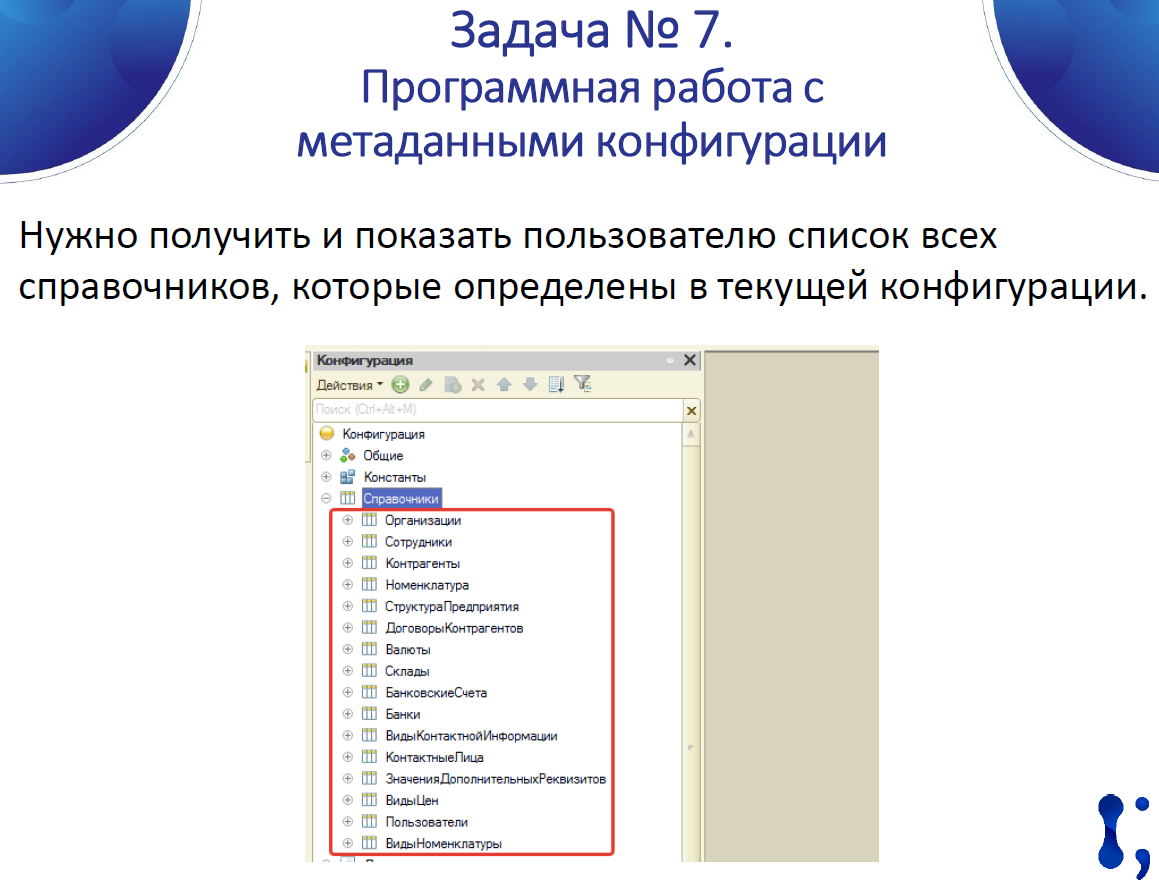 Задача № 7.
Программная работа с
метаданными конфигурации
Нужно получить и показать пользователю список всех
справочников, которые определены в текущей конфигурации.
Конфигурация
Действия
Поиск (Ctrl+Alt+M)
Конфигурация
Общие
Константы
Справочники
Организации
Сотрудники
Контрагенты
Номенклатура
СтруктураПредприятия
ДоговорыКонтрагентов
Валюты
Склады
БанковскиеСчета
Банки
ВидыКонтактнойИнформации
КонтактныеЛица
ЗначенияДополнительныхРеквизитов
ВидыЦен
Пользователи
ВидыНоменклатуры